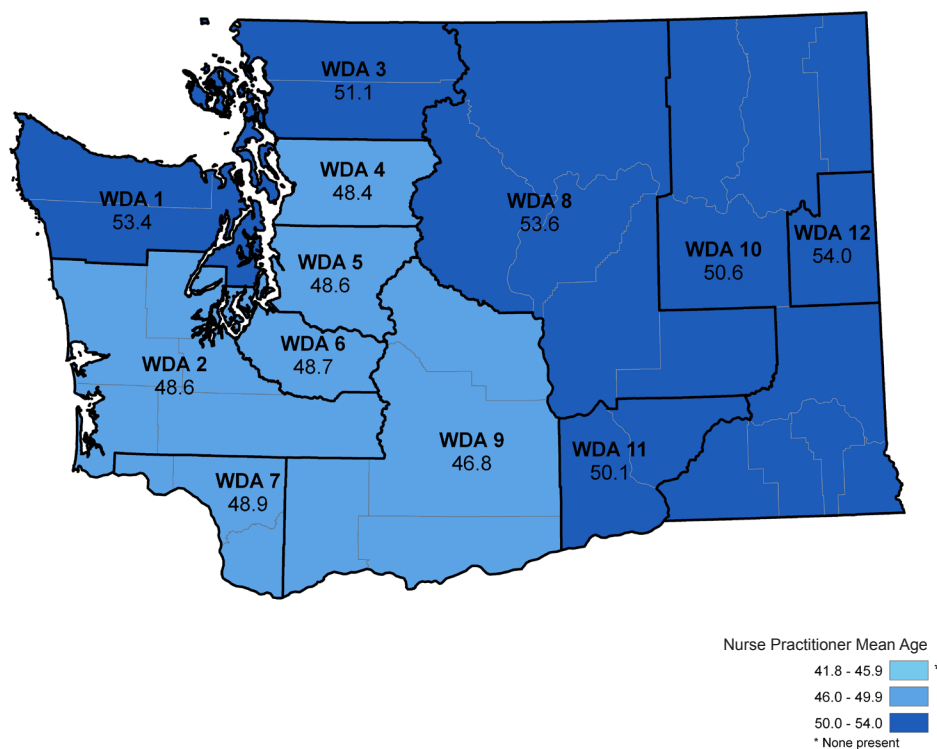 WDA 3
51.1
WDA 4
48.4
WDA 1
53.4
WDA 8
53.6
WDA 12
54.0
WDA 10
50.6
WDA 5
48.6
WDA 6
48.7
WDA 2
48.6
WDA 9
46.8
WDA 11
50.1
WDA 7
48.9
Nurse Practitioner Mean Age
41.8 - 45.9 *
46.0 - 49.9
50.0 - 54.0
* None present